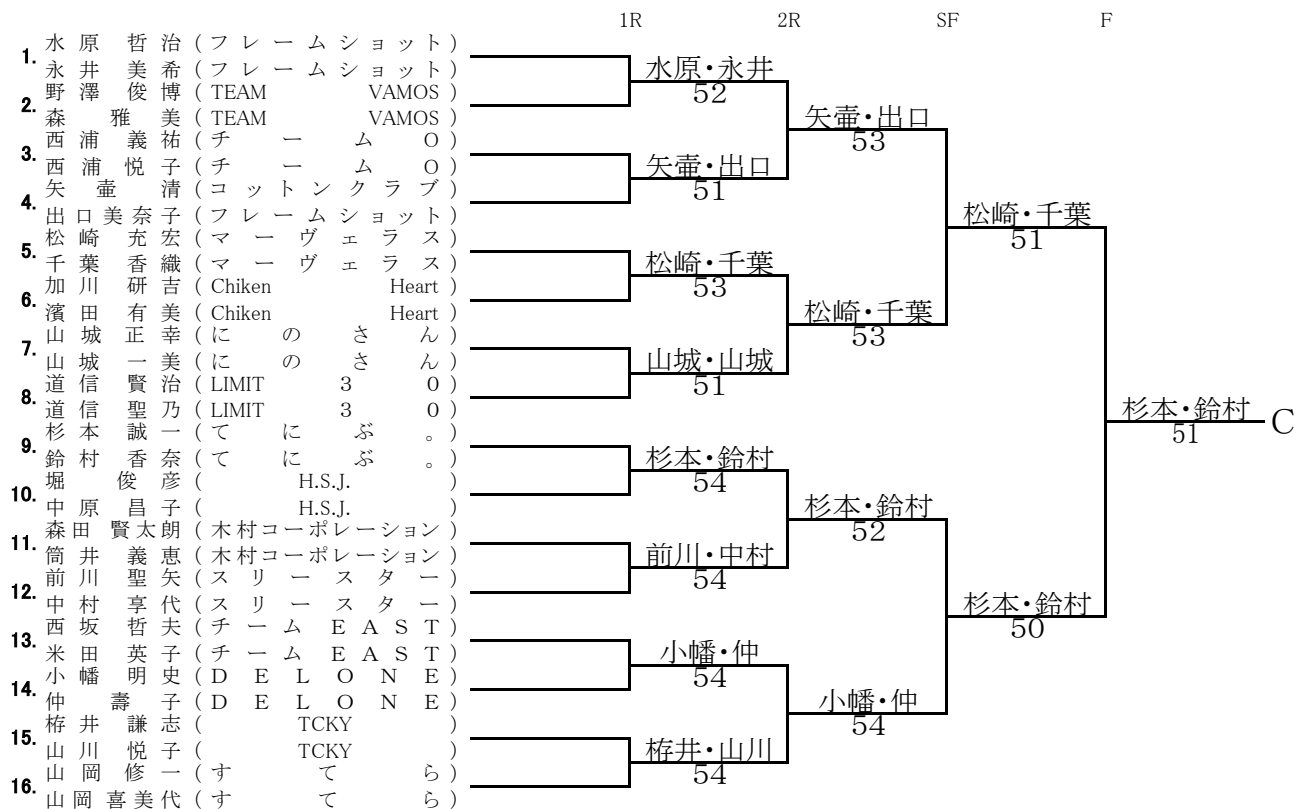 1R 2R SF F
1. 水原 哲治 (フレームショット)
永井 美希 (フレームショット)
2. 野澤 俊博 (TEAM VAMOS)
森 雅美 (TEAM VAMOS)
3. 西浦 義祐 (チームO)
西浦 悦子 (チームO)
4. 矢壷 清 (コットンクラブ)
出口美奈子 (フレームショット)
5. 松崎 充宏 (マーヴェラス)
千葉 香織 (マーヴェラス)
6. 加川 研吉 (Chiken Heart)
濱田 有美 (Chiken Heart)
7. 山城 正幸 (にのさん)
山城 一美 (にのさん)
8. 道信 賢治 (LIMIT 30)
道信 聖乃 (LIMIT 30)
9. 杉本 誠一 (てにぶ。)
鈴村 香奈 (てにぶ。)
10. 堀 俊彦 (H.S.J.)
中原 昌子 (H.S.J.)
11. 森田 賢太朗 (木村コーポレーション)
筒井 義恵 (木村コーポレーション)
12. 前川 聖矢 (スリースター)
中村 享代 (スリースター)
13. 西坂 哲夫 (チームEAST)
米田 英子 (チームEAST)
14. 小幡 明史 (DELONE)
仲 壽子 (DELONE)
15. 栫井 謙志 (TCKY)
山川 悦子 (TCKY)
16. 山岡 修一 (すてら)
山岡喜美代 (すてら)
水原・永井
52
矢壷・出口
51
松崎・千葉
53
山城・山城
51
杉本・鈴村
54
前川・中村
54
小幡・仲
54
栫井・山川
54
矢壷・出口
53
松崎・千葉
53
杉本・鈴村
52
小幡・仲
54
松崎・千葉
51
杉本・鈴村
50
杉本・鈴村
51
C